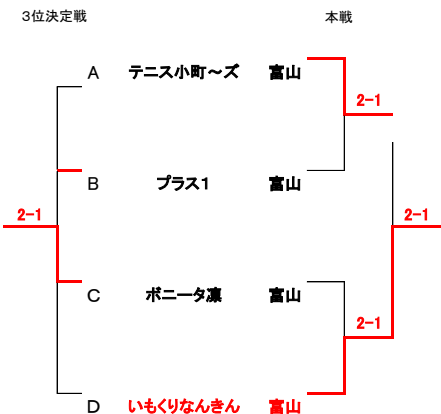 3位決定戦 本戦
A テニス小町~ズ 富山
2-1
B プラス1 富山
2-1 2-1
C ボニータ凛 富山
2-1
D いもくりなんきん 富山